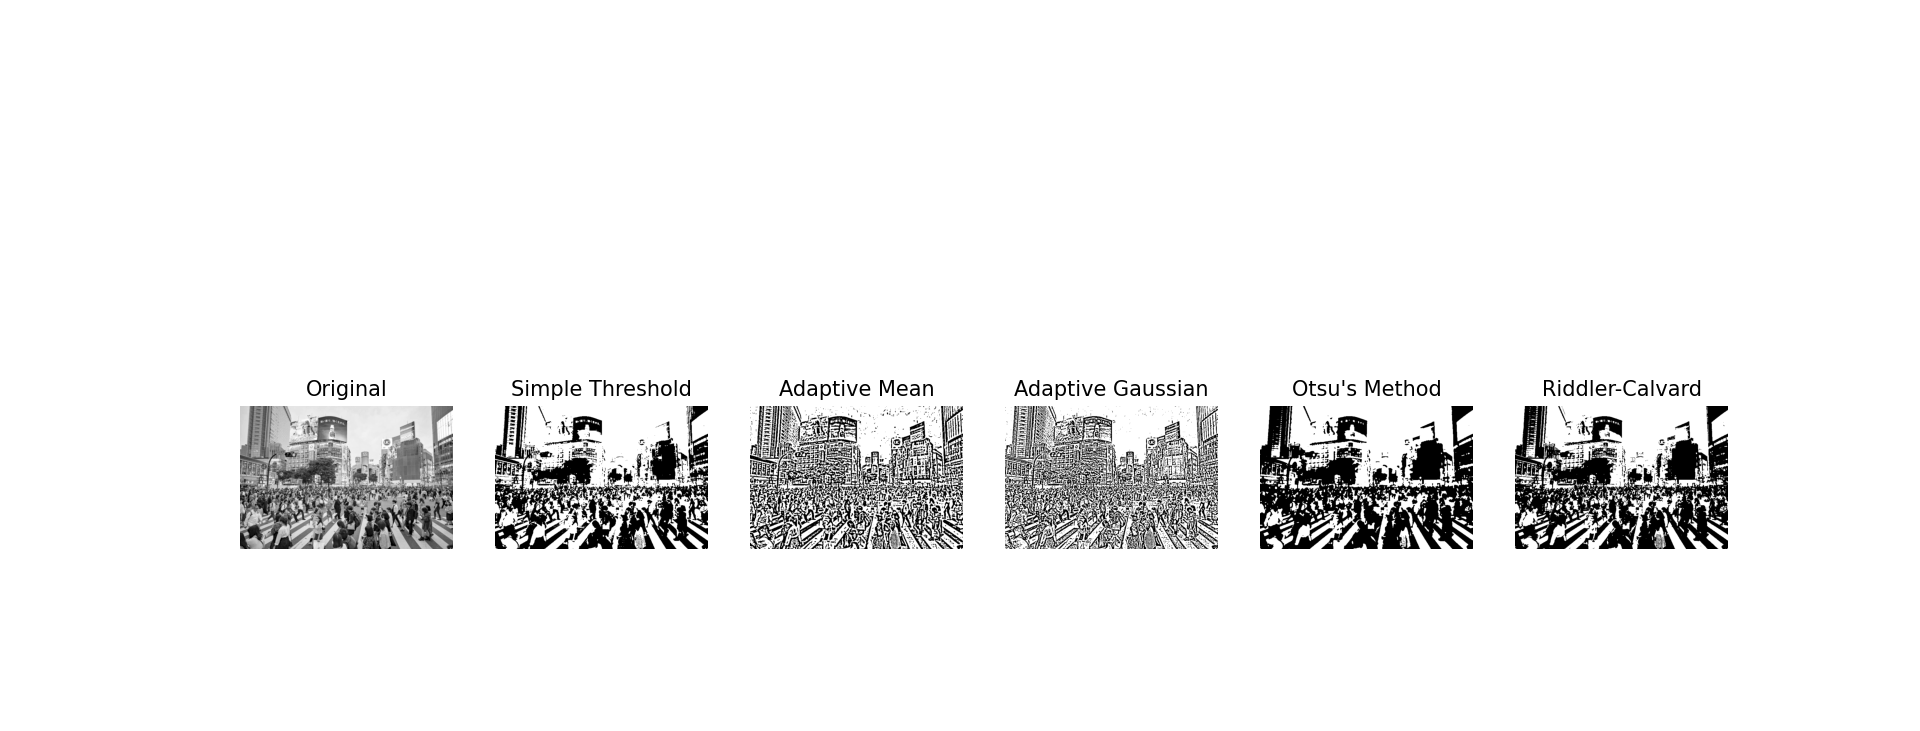 Original
Simple Threshold
Adaptive Mean
Adaptive Gaussian
Otsu's Method
Riddler-Calvard